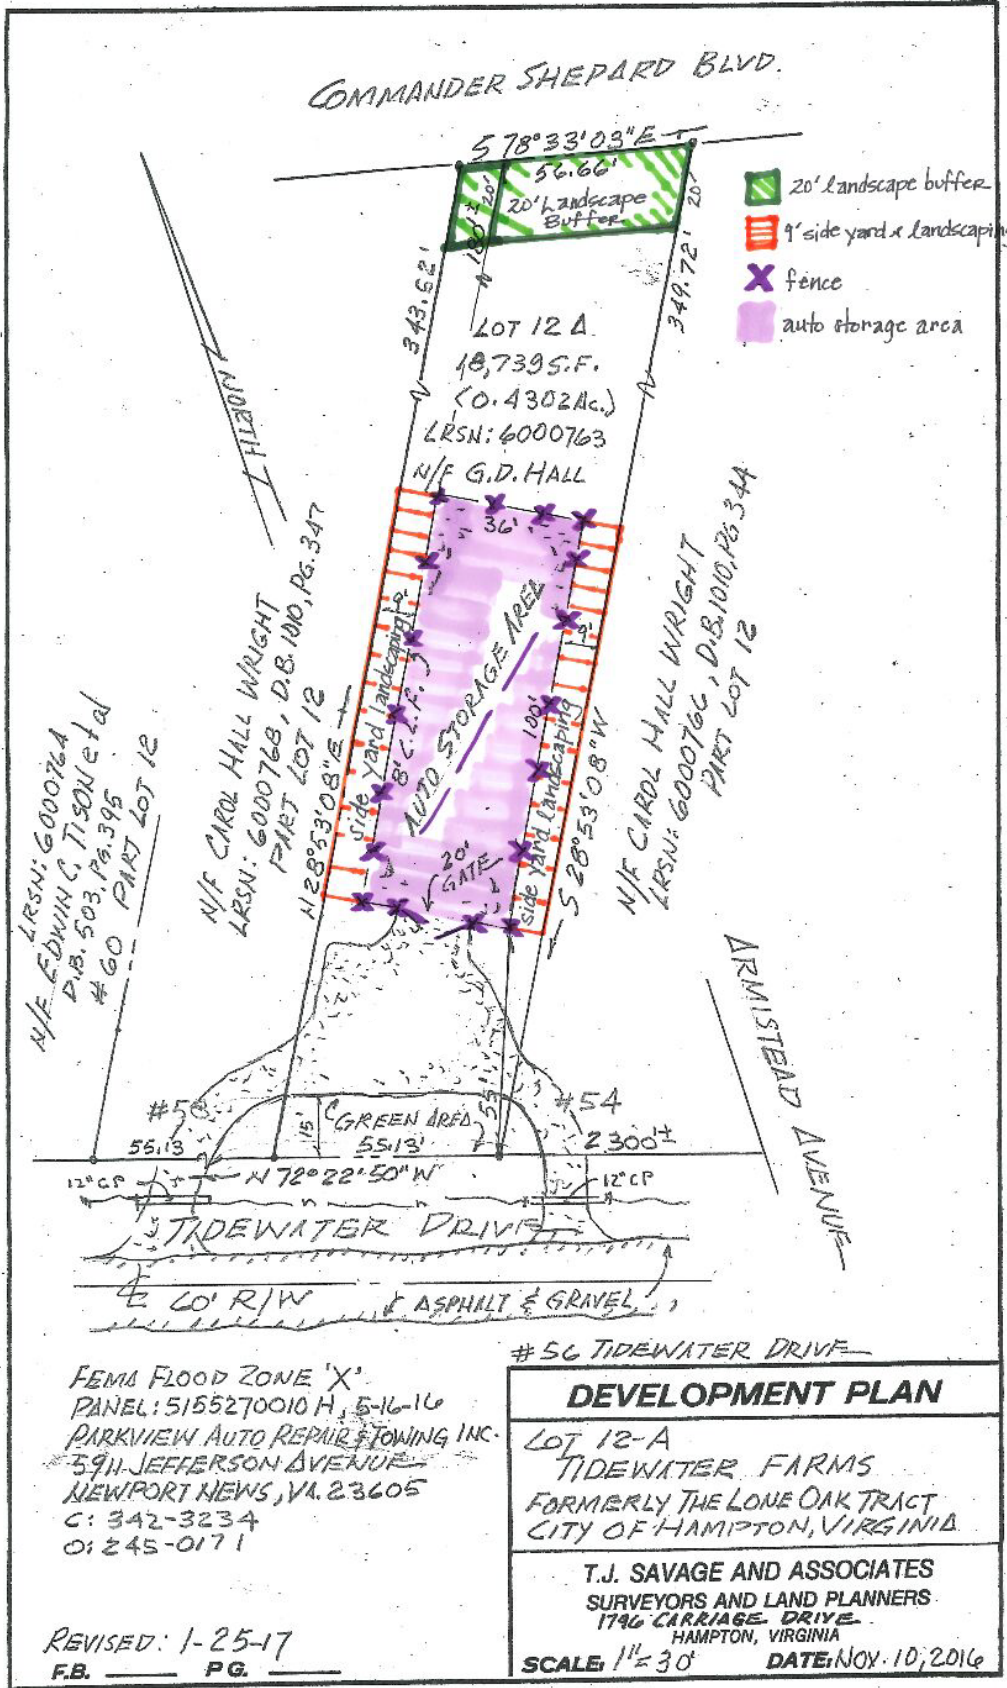 COMMANDER SHEPARD BLVD.
S 78°33'03"E
56.66'
20'
20'
180'±
20' Landscape
Buffer
20' landscape buffer
9' side yard & landscaping
fence
auto storage area
343.62'
349.72'
LOT 12 A
18,739 S.F.
(0.4302 Ac.)
LRSN: 6000763
N/F G.D. HALL
NORTH
36'
9'
9'
side yard landscaping
8' C.L.F.
AUTO STORAGE AREA
100'
side yard landscaping
20'
GATE
N 28°53'08"E
S 28°53'08"W
N/F CAROL HALL WRIGHT
LRSN: 6000768, D.B. 1010, PG. 347
PART LOT 12
N/F CAROL HALL WRIGHT
LRSN: 6000766, D.B. 1010, PG. 344
PART LOT 12
LRSN: 6000764
N/F EDWIN C. TISON et al
D.B. 503, PG. 395
#60 PART LOT 12
ARMISTEAD AVENUE
#54
15'
GREEN AREA
55'
55.13
55.13'
2300'±
N 72°22'50"W
12" CP
12" CP
TIDEWATER DRIVE
60' R/W
ASPHALT & GRAVEL
#56 TIDEWATER DRIVE
FEMA FLOOD ZONE 'X'
PANEL: 5155270010 H, 5-16-16
PARKVIEW AUTO REPAIR & TOWING INC.
5911 JEFFERSON AVENUE
NEWPORT NEWS, VA. 23605
C: 342-3234
O: 245-0171
REVISED: 1-25-17
F.B. PG.
DEVELOPMENT PLAN
LOT 12-A
TIDEWATER FARMS
FORMERLY THE LONE OAK TRACT
CITY OF HAMPTON, VIRGINIA
T.J. SAVAGE AND ASSOCIATES
SURVEYORS AND LAND PLANNERS
1796 CARRIAGE DRIVE
HAMPTON, VIRGINIA
SCALE: 1"=30' DATE: NOV. 10, 2016